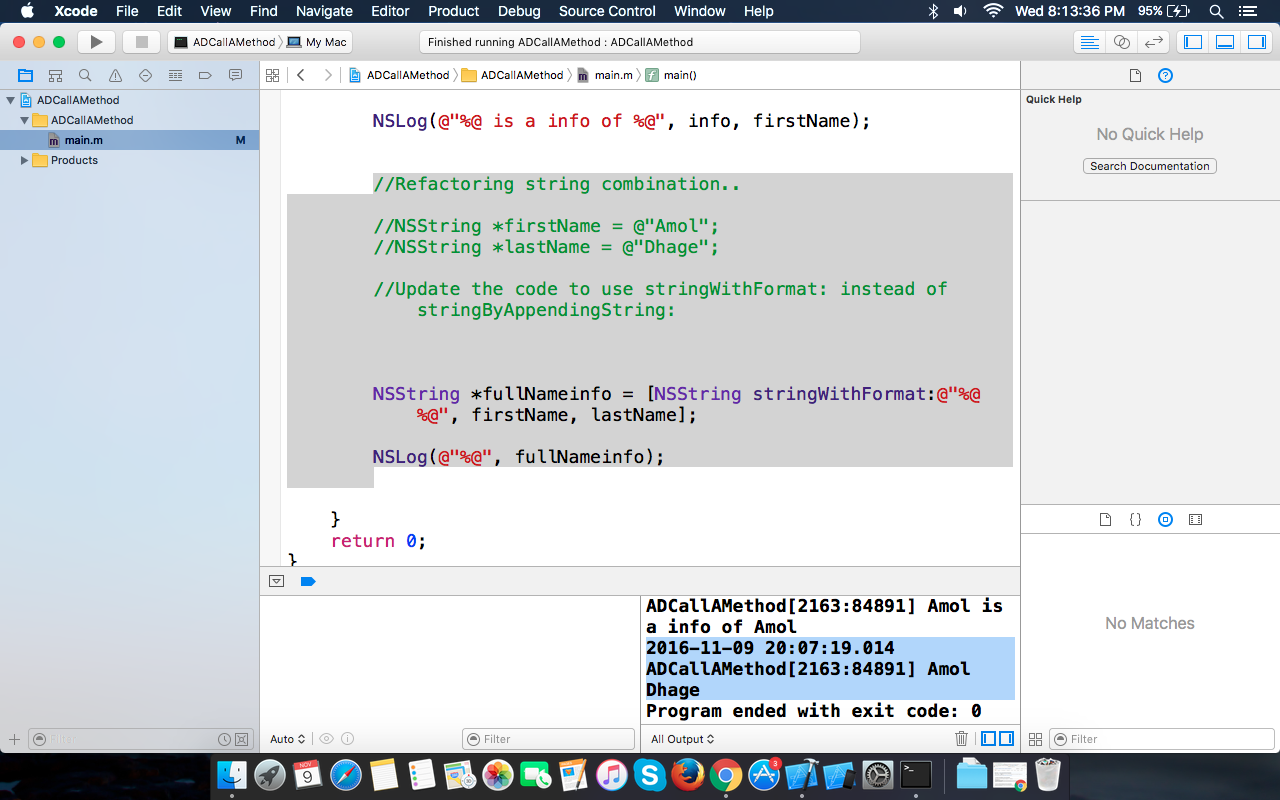 Xcode File Edit View Find Navigate Editor Product Debug Source Control Window Help Wed 8:13:36 PM 95%
ADCallAMethod My Mac Finished running ADCallAMethod : ADCallAMethod
ADCallAMethod ADCallAMethod main.m main()
ADCallAMethod
ADCallAMethod
main.m M
Products
NSLog(@"%@ is a info of %@", info, firstName);
//Refactoring string combination..
//NSString *firstName = @"Amol";
//NSString *lastName = @"Dhage";
//Update the code to use stringWithFormat: instead of
stringByAppendingString:
NSString *fullNameinfo = [NSString stringWithFormat:@"%@
%@", firstName, lastName];
NSLog(@"%@", fullNameinfo);
}
return 0;
}
Quick Help
No Quick Help
Search Documentation
{}
No Matches
ADCallAMethod[2163:84891] Amol is
a info of Amol
2016-11-09 20:07:19.014
ADCallAMethod[2163:84891] Amol
Dhage
Program ended with exit code: 0
Auto Filter All Output Filter
NOV
9
3